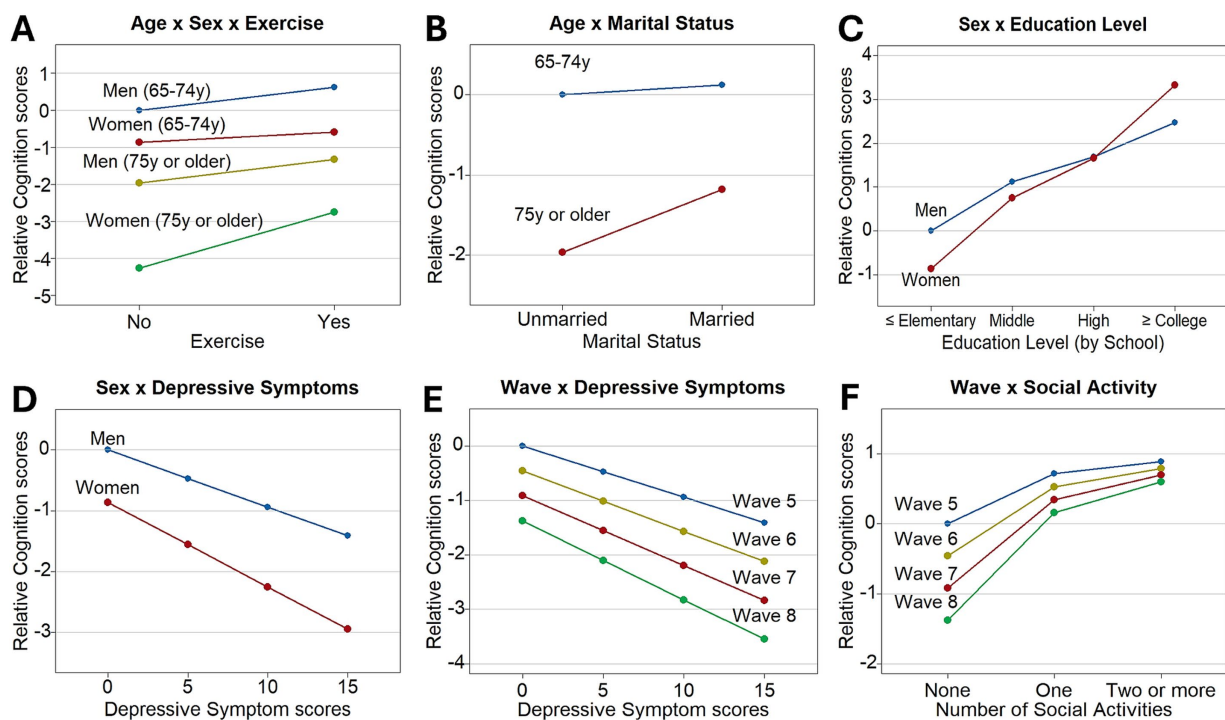 A
Age x Sex x Exercise
Relative Cognition scores
1
0
-1
-2
-3
-4
-5
Men (65-74y)
Women (65-74y)
Men (75y or older)
Women (75y or older)
No Yes
Exercise
B
Age x Marital Status
Relative Cognition scores
0
-1
-2
65-74y
75y or older
Unmarried Married
Marital Status
C
Sex x Education Level
Relative Cognition scores
4
3
2
1
0
-1
Men
Women
≤ Elementary Middle High ≥ College
Education Level (by School)
D
Sex x Depressive Symptoms
Relative Cognition scores
0
-1
-2
-3
Men
Women
0 5 10 15
Depressive Symptom scores
E
Wave x Depressive Symptoms
Relative Cognition scores
0
-1
-2
-3
-4
Wave 5
Wave 6
Wave 7
Wave 8
0 5 10 15
Depressive Symptom scores
F
Wave x Social Activity
Relative Cognition scores
1
0
-1
-2
Wave 5
Wave 6
Wave 7
Wave 8
None One Two or more
Number of Social Activities